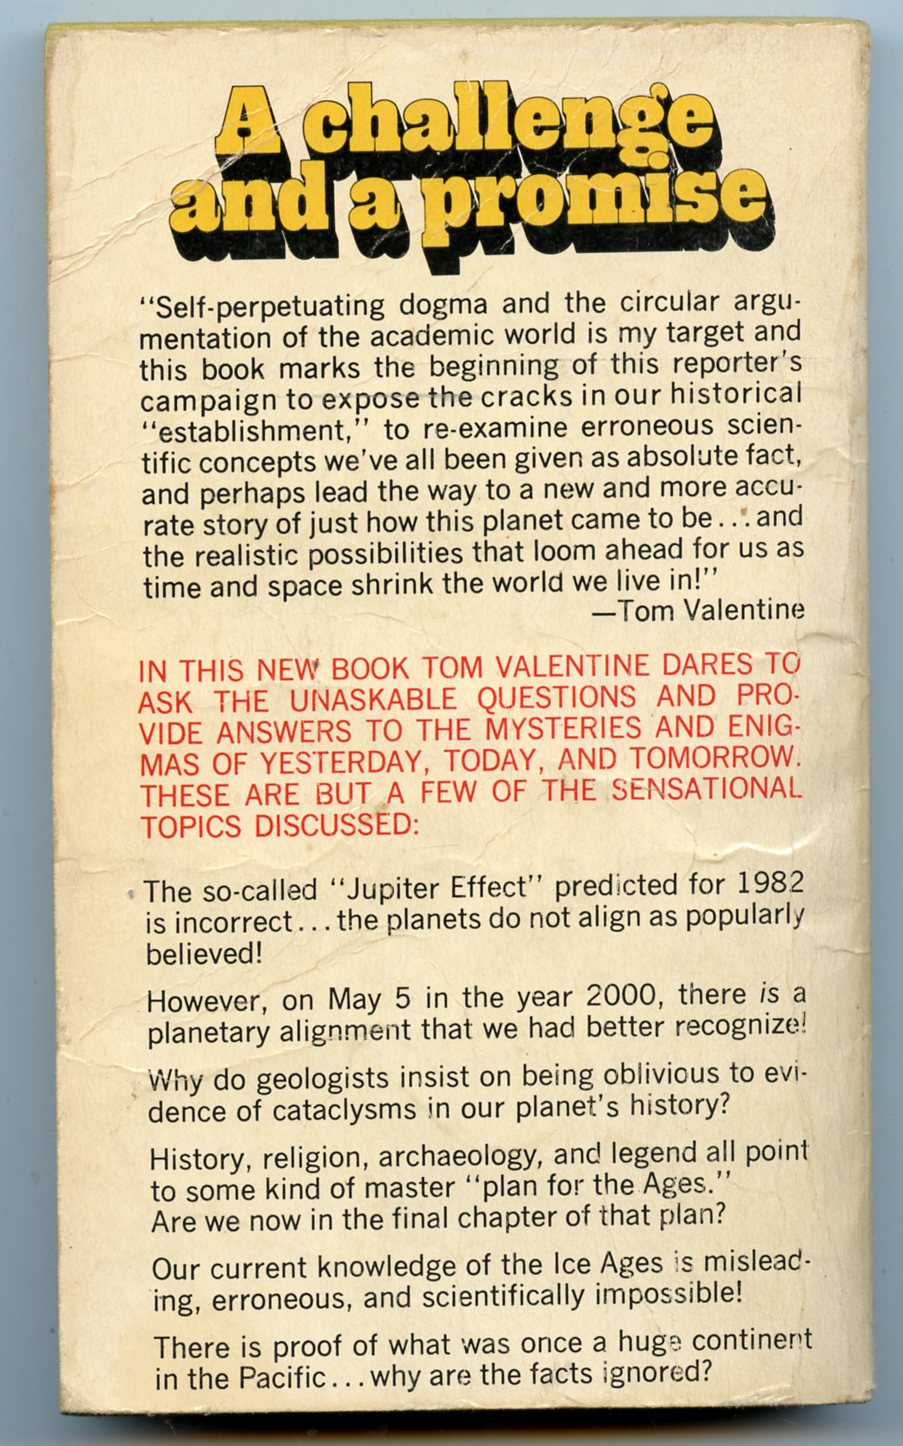 A challenge
and a promise
“Self-perpetuating dogma and the circular argu-
mentation of the academic world is my target and
this book marks the beginning of this reporter's
campaign to expose the cracks in our historical
“establishment,” to re-examine erroneous scien-
tific concepts we've all been given as absolute fact,
and perhaps lead the way to a new and more accu-
rate story of just how this planet came to be...and
the realistic possibilities that loom ahead for us as
time and space shrink the world we live in!”
—Tom Valentine
IN THIS NEW BOOK TOM VALENTINE DARES TO
ASK THE UNASKABLE QUESTIONS AND PRO-
VIDE ANSWERS TO THE MYSTERIES AND ENIG-
MAS OF YESTERDAY, TODAY, AND TOMORROW.
THESE ARE BUT A FEW OF THE SENSATIONAL
TOPICS DISCUSSED:
The so-called “Jupiter Effect” predicted for 1982
is incorrect...the planets do not align as popularly
believed!
However, on May 5 in the year 2000, there is a
planetary alignment that we had better recognize!
Why do geologists insist on being oblivious to evi-
dence of cataclysms in our planet's history?
History, religion, archaeology, and legend all point
to some kind of master “plan for the Ages.”
Are we now in the final chapter of that plan?
Our current knowledge of the Ice Ages is mislead-
ing, erroneous, and scientifically impossible!
There is proof of what was once a huge continent
in the Pacific...why are the facts ignored?